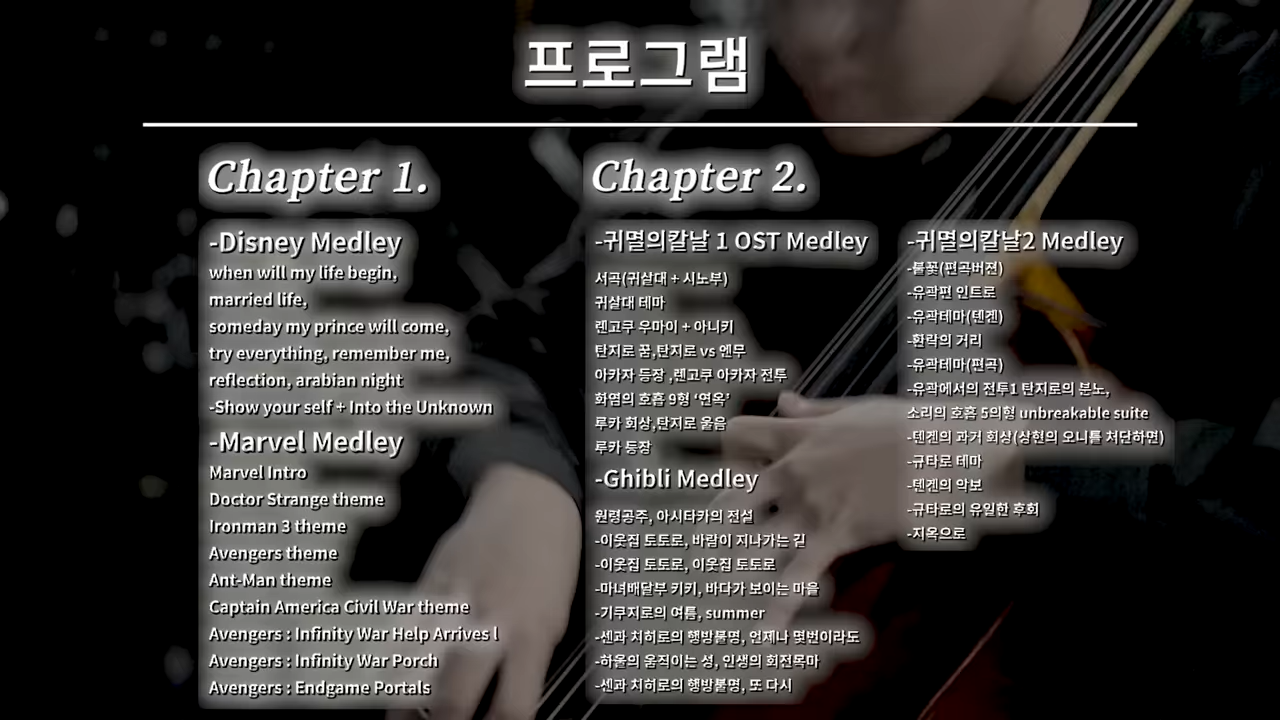 프로그램
Chapter 1.
-Disney Medley
when will my life begin,
married life,
someday my prince will come,
try everything, remember me,
reflection, arabian night
-Show your self + Into the Unknown
-Marvel Medley
Marvel Intro
Doctor Strange theme
Ironman 3 theme
Avengers theme
Ant-Man theme
Captain America Civil War theme
Avengers : Infinity War Help Arrives l
Avengers : Infinity War Porch
Avengers : Endgame Portals
Chapter 2.
-귀멸의칼날 1 OST Medley
서곡(귀살대 + 시노부)
귀살대 테마
렌고쿠 우마이 + 아니키
탄지로 꿈,탄지로 vs 엔무
아카자 등장 ,렌고쿠 아카자 전투
화염의 호흡 9형 ‘연옥’
루카 회상,탄지로 울음
루카 등장
-Ghibli Medley
원령공주, 아시타카의 전설
-이웃집 토토로, 바람이 지나가는 길
-이웃집 토토로, 이웃집 토토로
-마녀배달부 키키, 바다가 보이는 마을
-기쿠지로의 여름, summer
-센과 치히로의 행방불명, 언제나 몇번이라도
-하울의 움직이는 성, 인생의 회전목마
-센과 치히로의 행방불명, 또 다시
-귀멸의칼날2 Medley
-불꽃(편곡버젼)
-유곽편 인트로
-유곽테마(텐겐)
-환락의 거리
-유곽테마(편곡)
-유곽에서의 전투1 탄지로의 분노,
소리의 호흡 5의형 unbreakable suite
-텐겐의 과거 회상(상현의 오니를 처단하면)
-규타로 테마
-텐겐의 악보
-규타로의 유일한 후회
-지옥으로